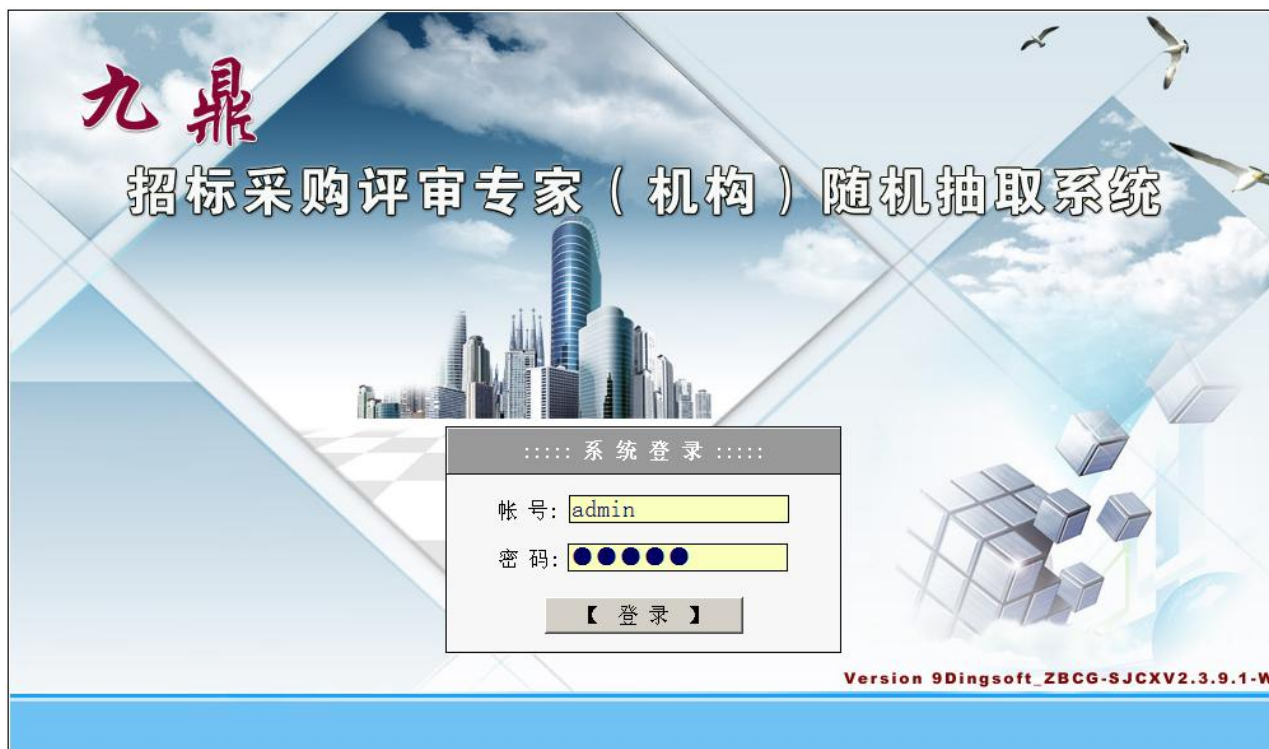 九鼎
招标采购评审专家（机构）随机抽取系统
::::: 系 统 登 录 :::::
帐 号: admin
密 码: ●●●●●
【 登 录 】
Version 9Dingsoft_ZBCG-SJCXV2.3.9.1-W